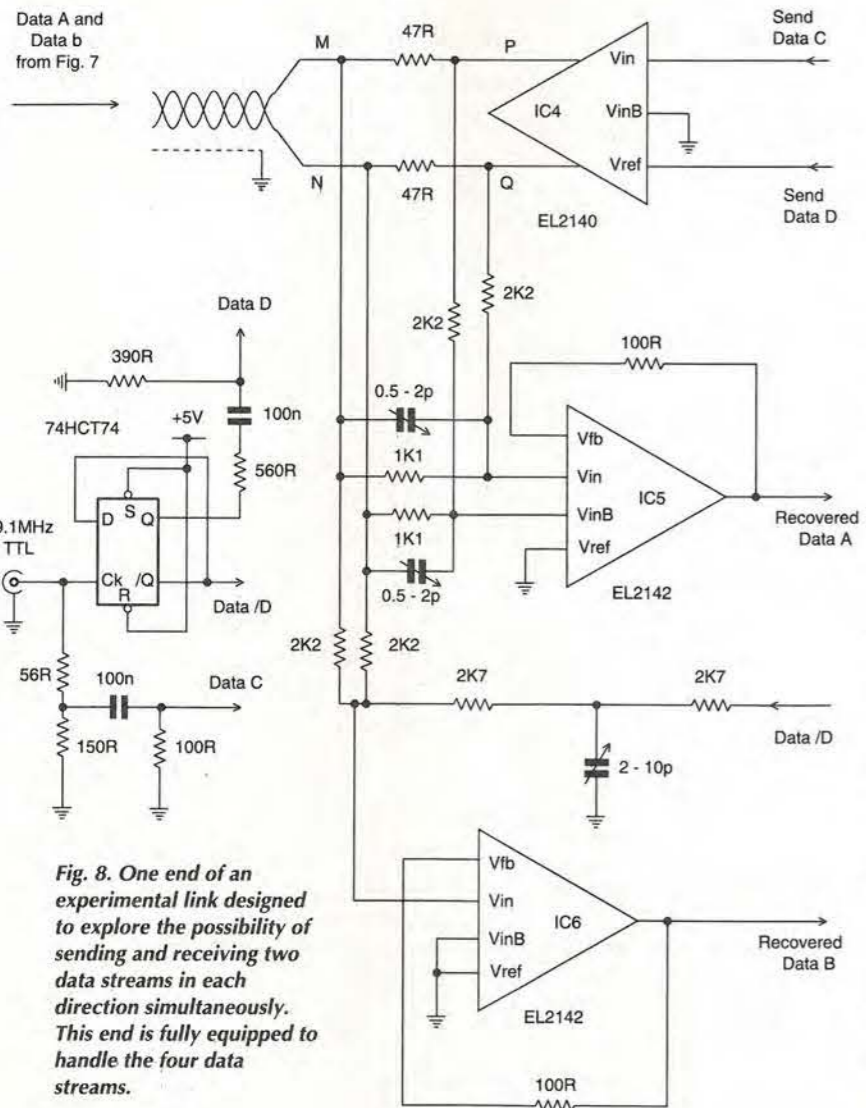 Data A and
Data b
from Fig. 7
M
47R
P
Send
Data C
Vin
IC4
VinB
Vref
N
47R
Q
Send
Data D
EL2140
2K2
2K2
Data D
390R
+5V
100n
74HCT74
560R
0.5 - 2p
100R
Vfb
1K1
Vin
IC5
VinB
1K1
Vref
Recovered
Data A
0.5 - 2p
EL2142
9.1MHz
TTL
S
D
Q
Ck
/Q
R
Data /D
2K2
2K2
56R
100n
Data C
2K7
2K7
Data /D
150R
100R
2 - 10p
Vfb
Vin
IC6
VinB
Vref
Recovered
Data B
EL2142
100R
Fig. 8. One end of an
experimental link designed
to explore the possibility of
sending and receiving two
data streams in each
direction simultaneously.
This end is fully equipped to
handle the four data
streams.